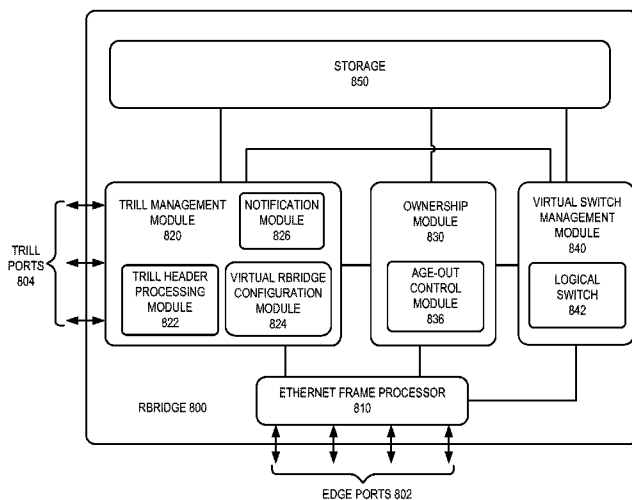 STORAGE
850
TRILL MANAGEMENT
MODULE
820
NOTIFICATION
MODULE
826
TRILL HEADER
PROCESSING
MODULE
822
VIRTUAL RBRIDGE
CONFIGURATION
MODULE
824
OWNERSHIP
MODULE
830
AGE-OUT
CONTROL
MODULE
836
VIRTUAL SWITCH
MANAGEMENT
MODULE
840
LOGICAL
SWITCH
842
TRILL
PORTS
804
ETHERNET FRAME PROCESSOR
810
RBRIDGE 800
EDGE PORTS 802